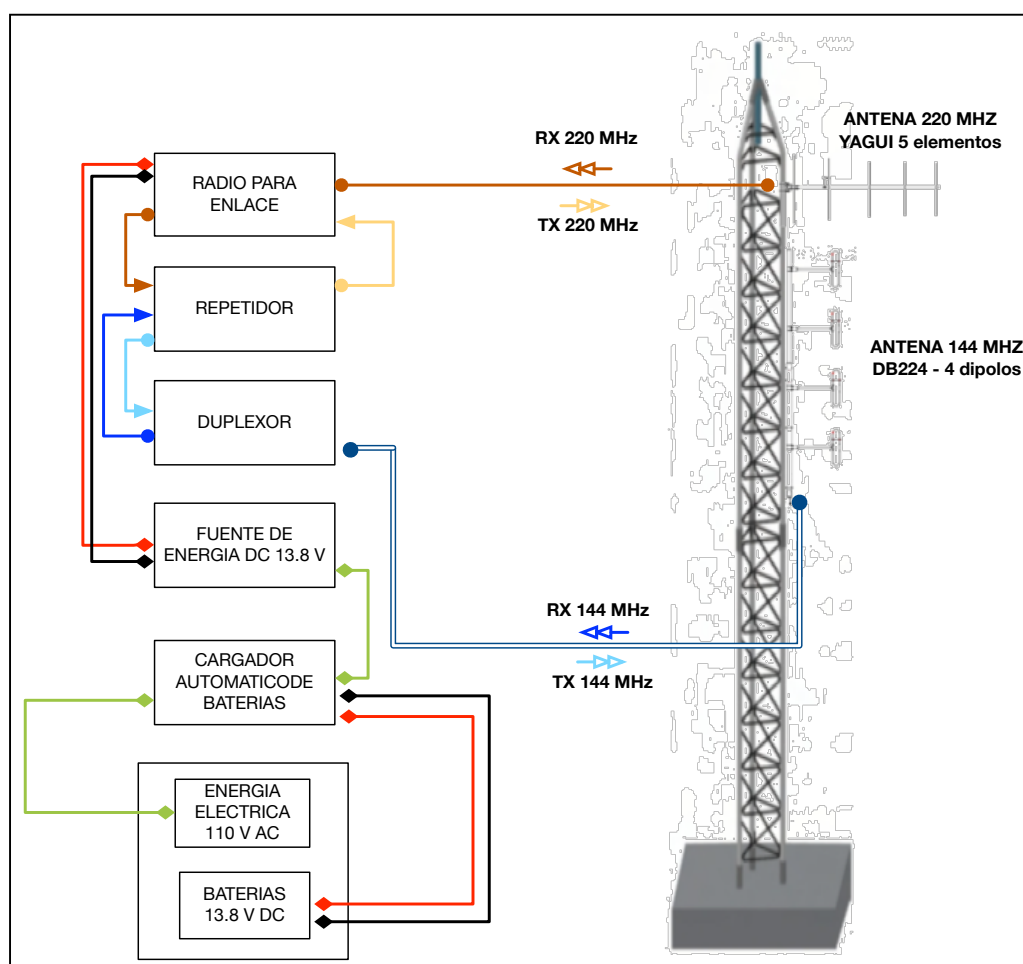 ANTENA 220 MHZ
YAGUI 5 elementos
RX 220 MHz
RADIO PARA
ENLACE
TX 220 MHz
REPETIDOR
ANTENA 144 MHZ
DB224 - 4 dipolos
DUPLEXOR
FUENTE DE
ENERGIA DC 13.8 V
RX 144 MHz
CARGADOR
AUTOMATICODE
BATERIAS
TX 144 MHz
ENERGIA
ELECTRICA
110 V AC
BATERIAS
13.8 V DC